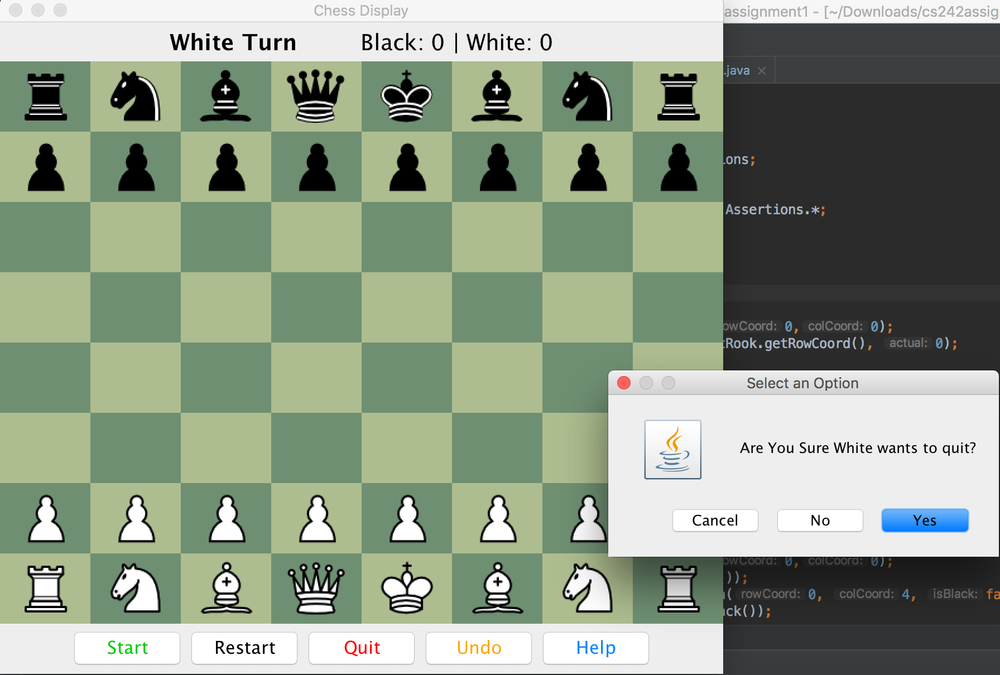 Chess Display
assignment1 - [~/Downloads/cs242assig
White Turn
Black: 0 | White: 0
.java
ons;
Assertions.*;
owCoord: 0, colCoord: 0);
tRook.getRowCoord(), actual: 0);
Select an Option
Are You Sure White wants to quit?
Cancel
No
Yes
owCoord: 0, colCoord: 0);
));
( rowCoord: 0, colCoord: 4, isBlack: fa
ck());
Start
Restart
Quit
Undo
Help